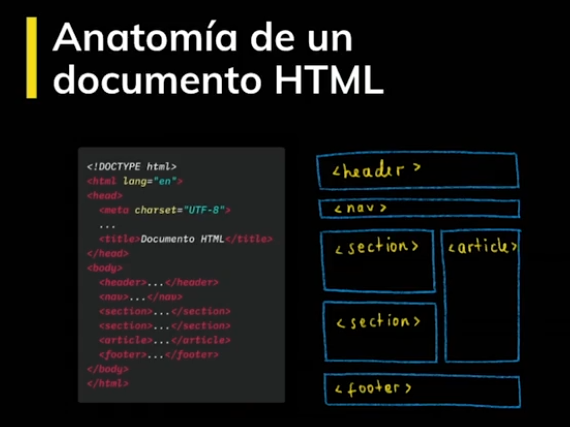 Anatomía de un
documento HTML
<!DOCTYPE html>
<html lang="en">
<head>
<meta charset="UTF-8">
...
<title>Documento HTML</title>
</head>
<body>
<header>...</header>
<nav>...</nav>
<section>...</section>
<section>...</section>
<article>...</article>
<footer>...</footer>
</body>
</html>
<header>
<nav>
<section>
<article>
<section>
<footer>